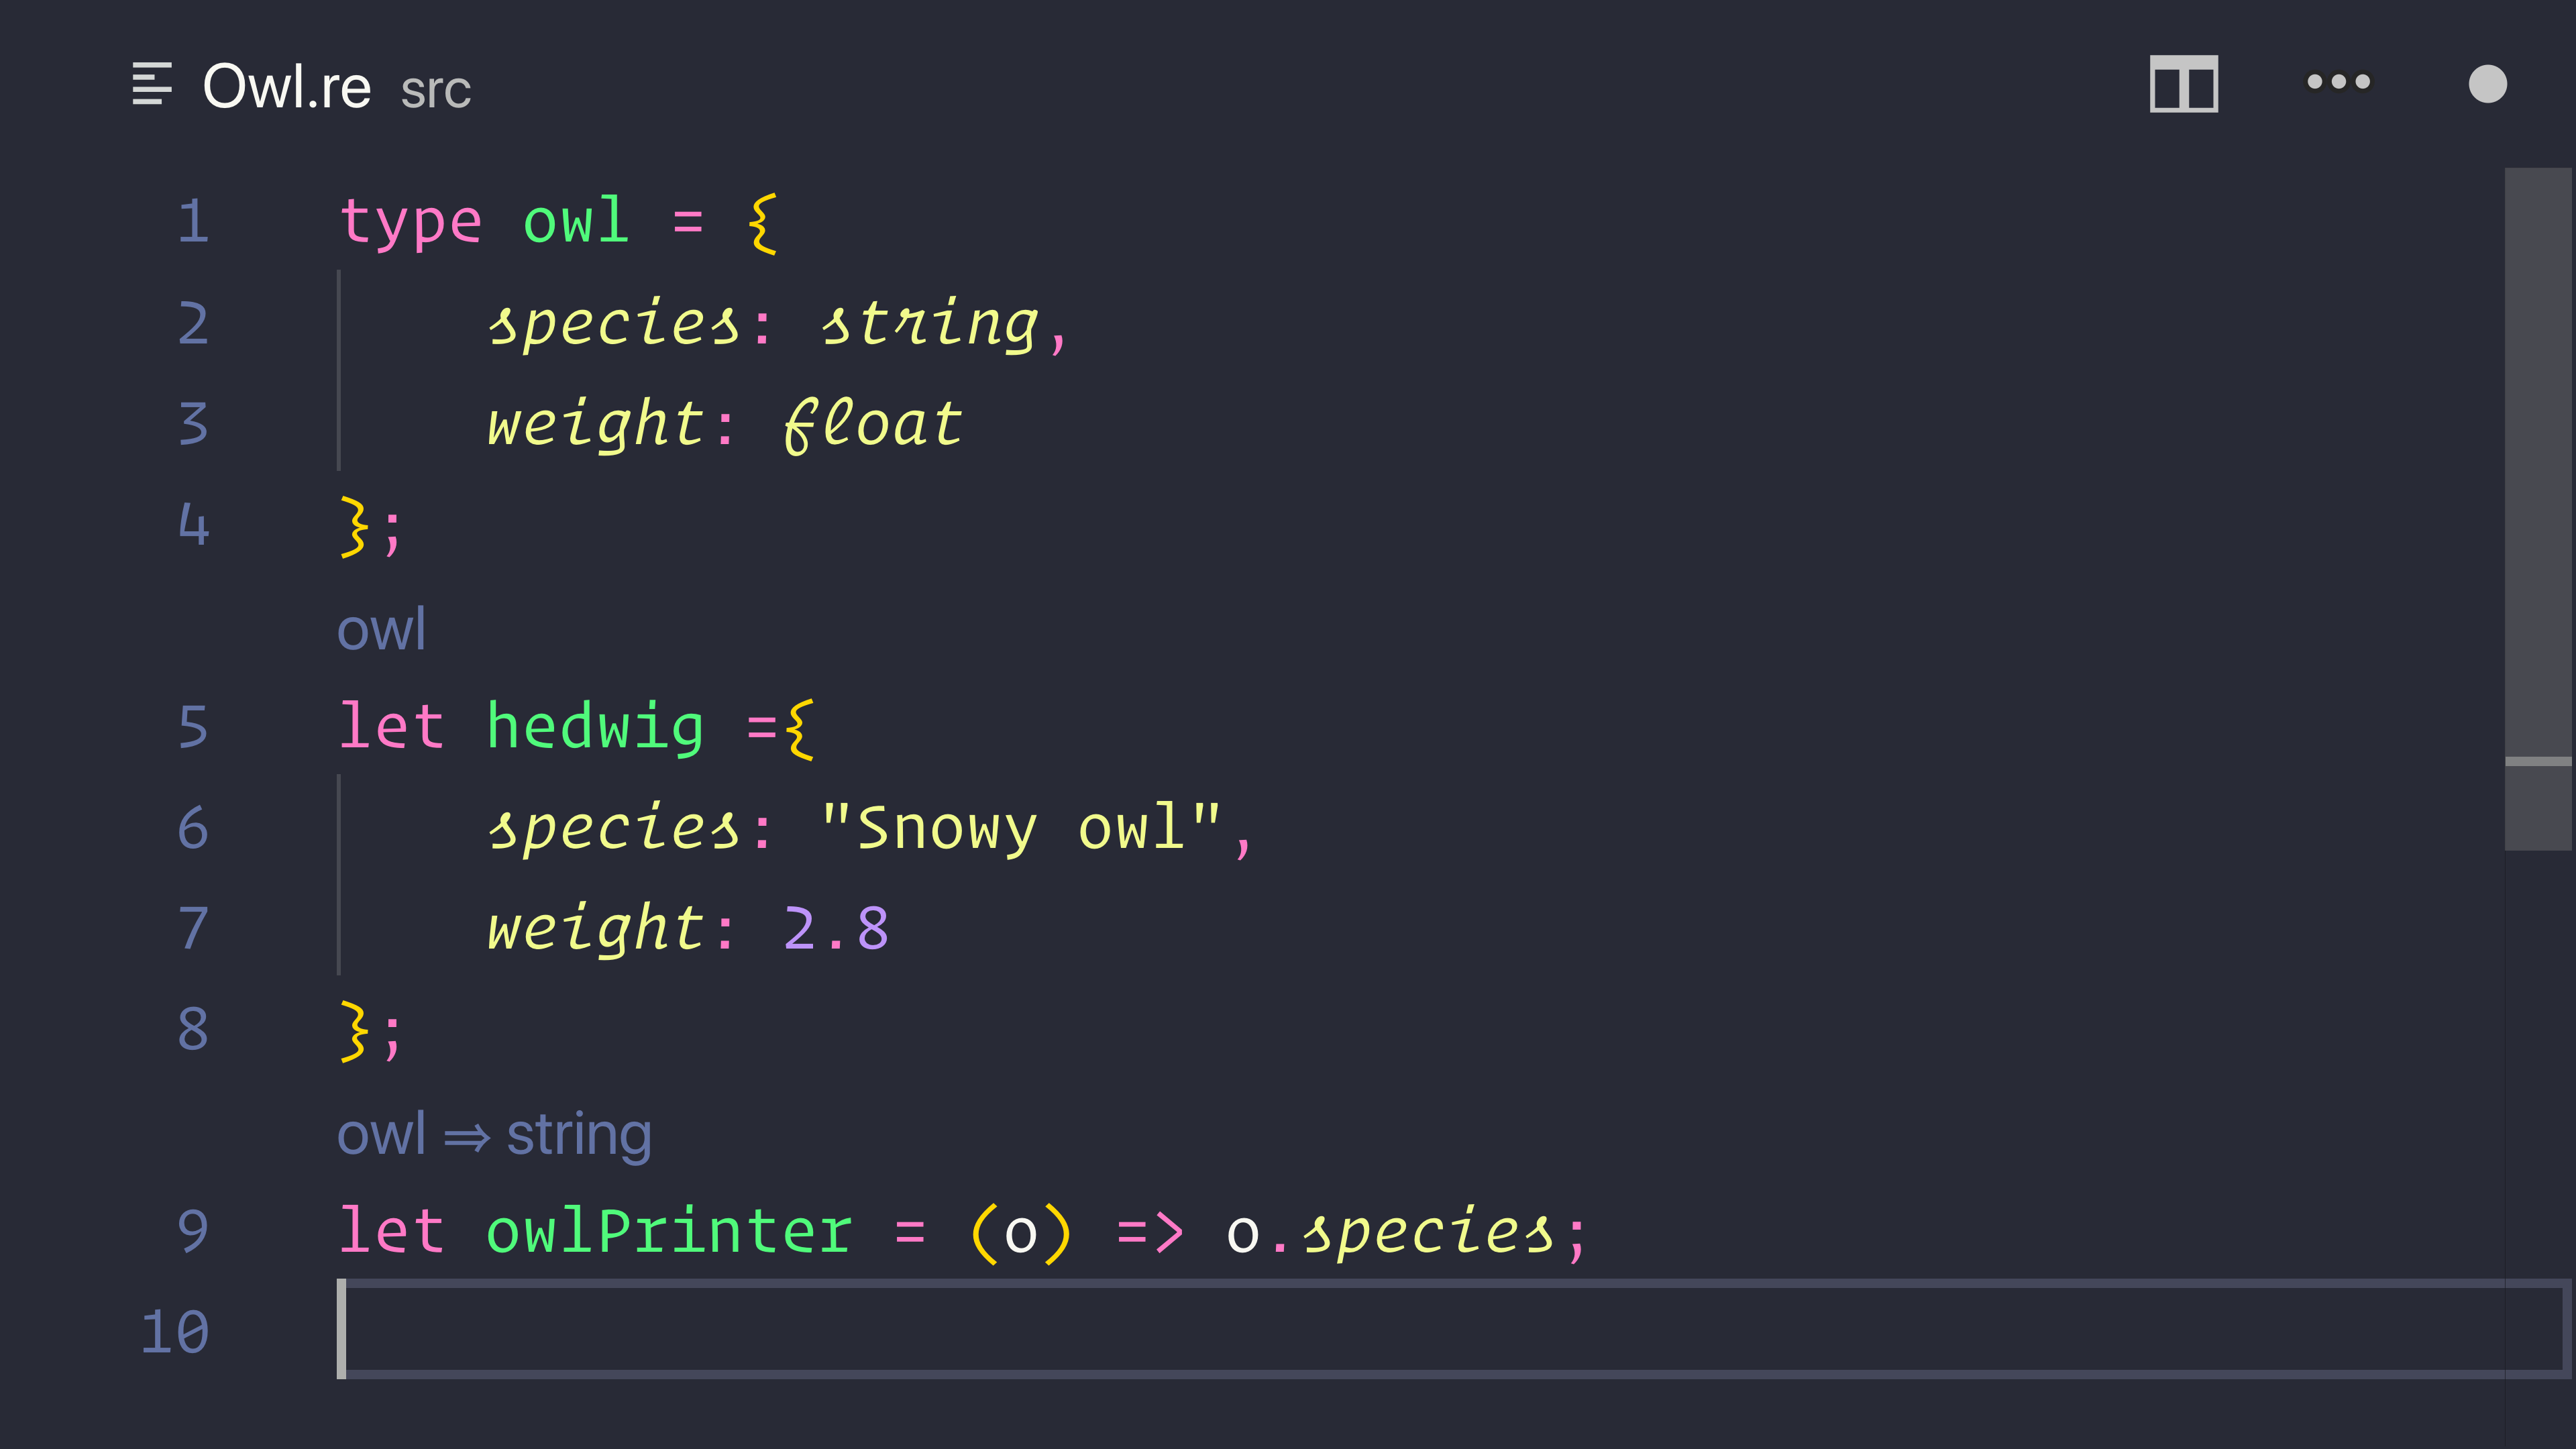 Owl.re src
1 type owl = {
2     species: string,
3     weight: float
4 };
owl
5 let hedwig ={
6     species: "Snowy owl",
7     weight: 2.8
8 };
owl ⇒ string
9 let owlPrinter = (o) => o.species;
10